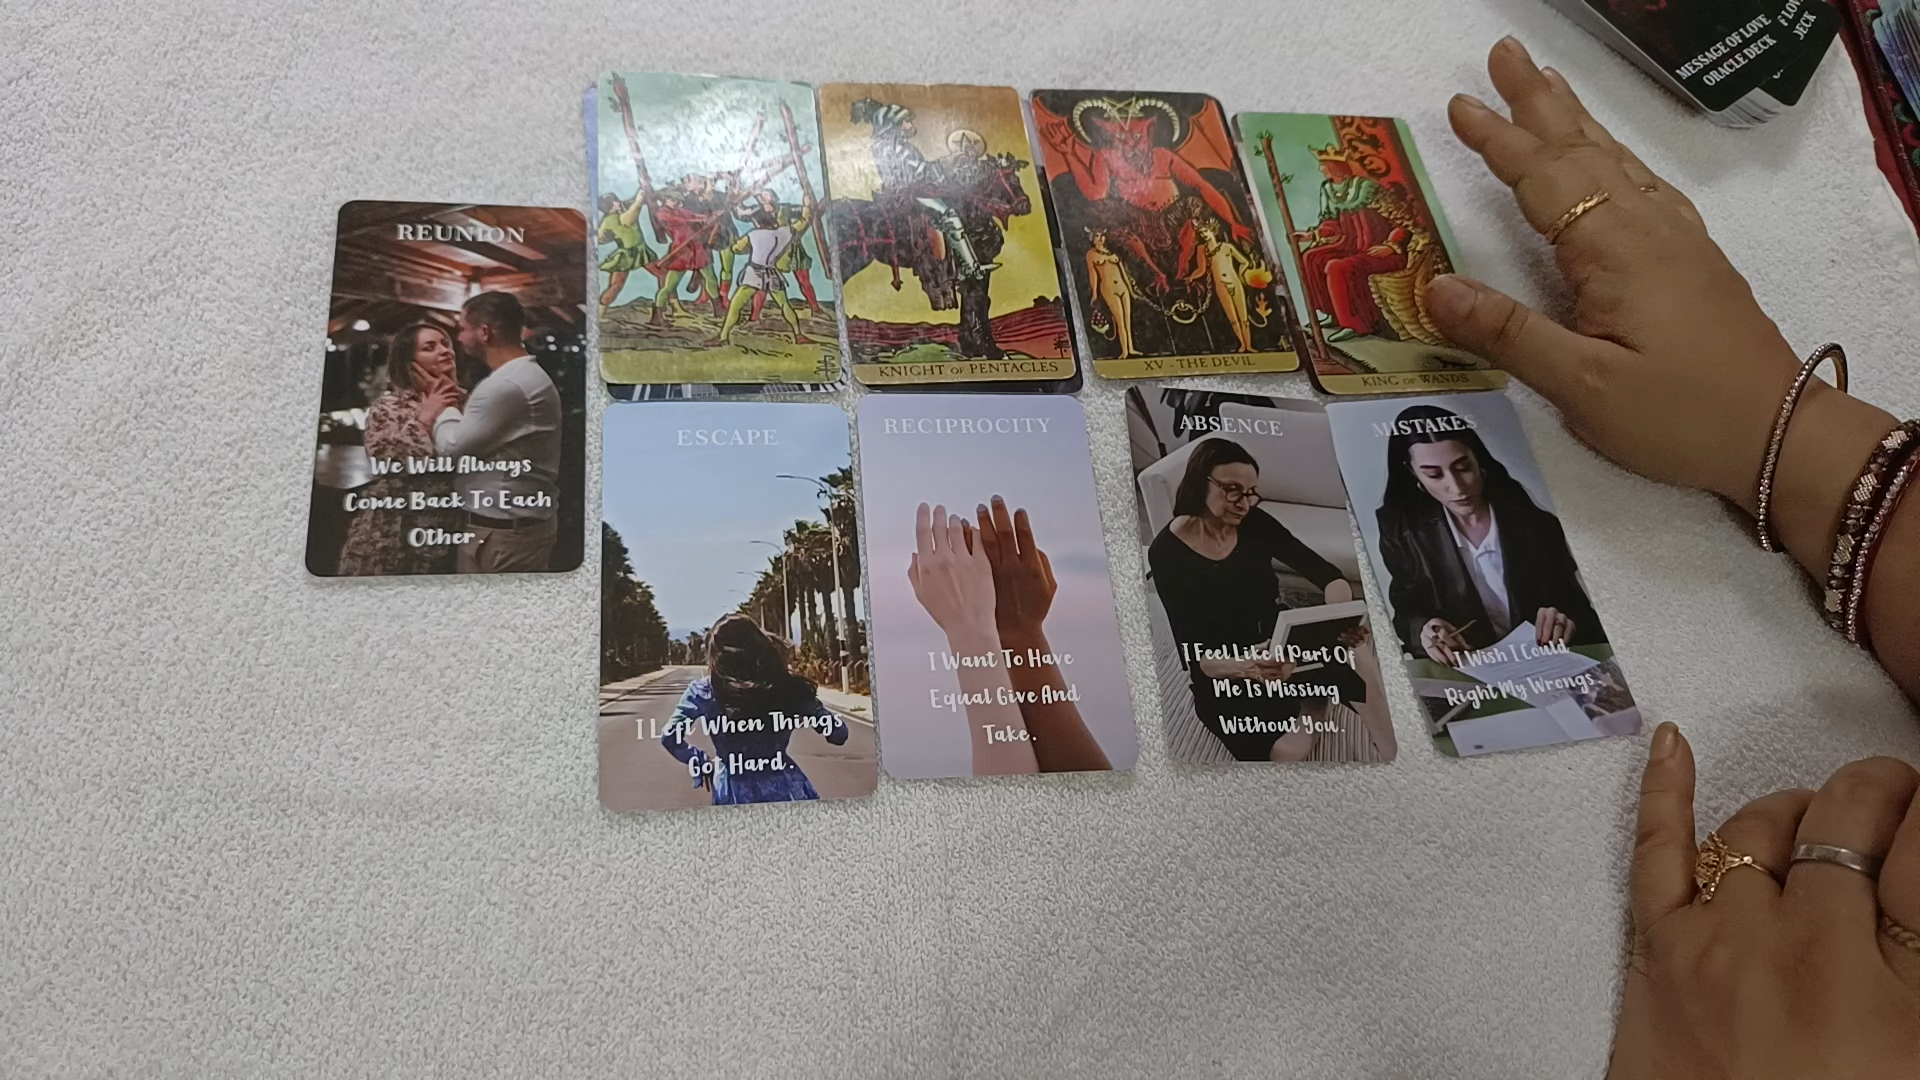 MESSAGE OF LOVE
ORACLE DECK
KNIGHT OF PENTACLES
XV - THE DEVIL
KING OF WANDS
REUNION
We Will Always
Come Back To Each
Other.
ESCAPE
I Left When Things
Got Hard.
RECIPROCITY
I Want To Have
Equal Give And
Take.
ABSENCE
I Feel Like A Part Of
Me Is Missing
Without You.
MISTAKES
I Wish I Could
Right My Wrongs.